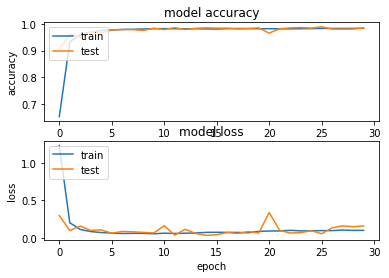 model accuracy
1.0
0.9
0.8
0.7
accuracy
train
test
0 5 10 15 20 25 30
model loss
1.0
0.5
0.0
loss
train
test
0 5 10 15 20 25 30
epoch